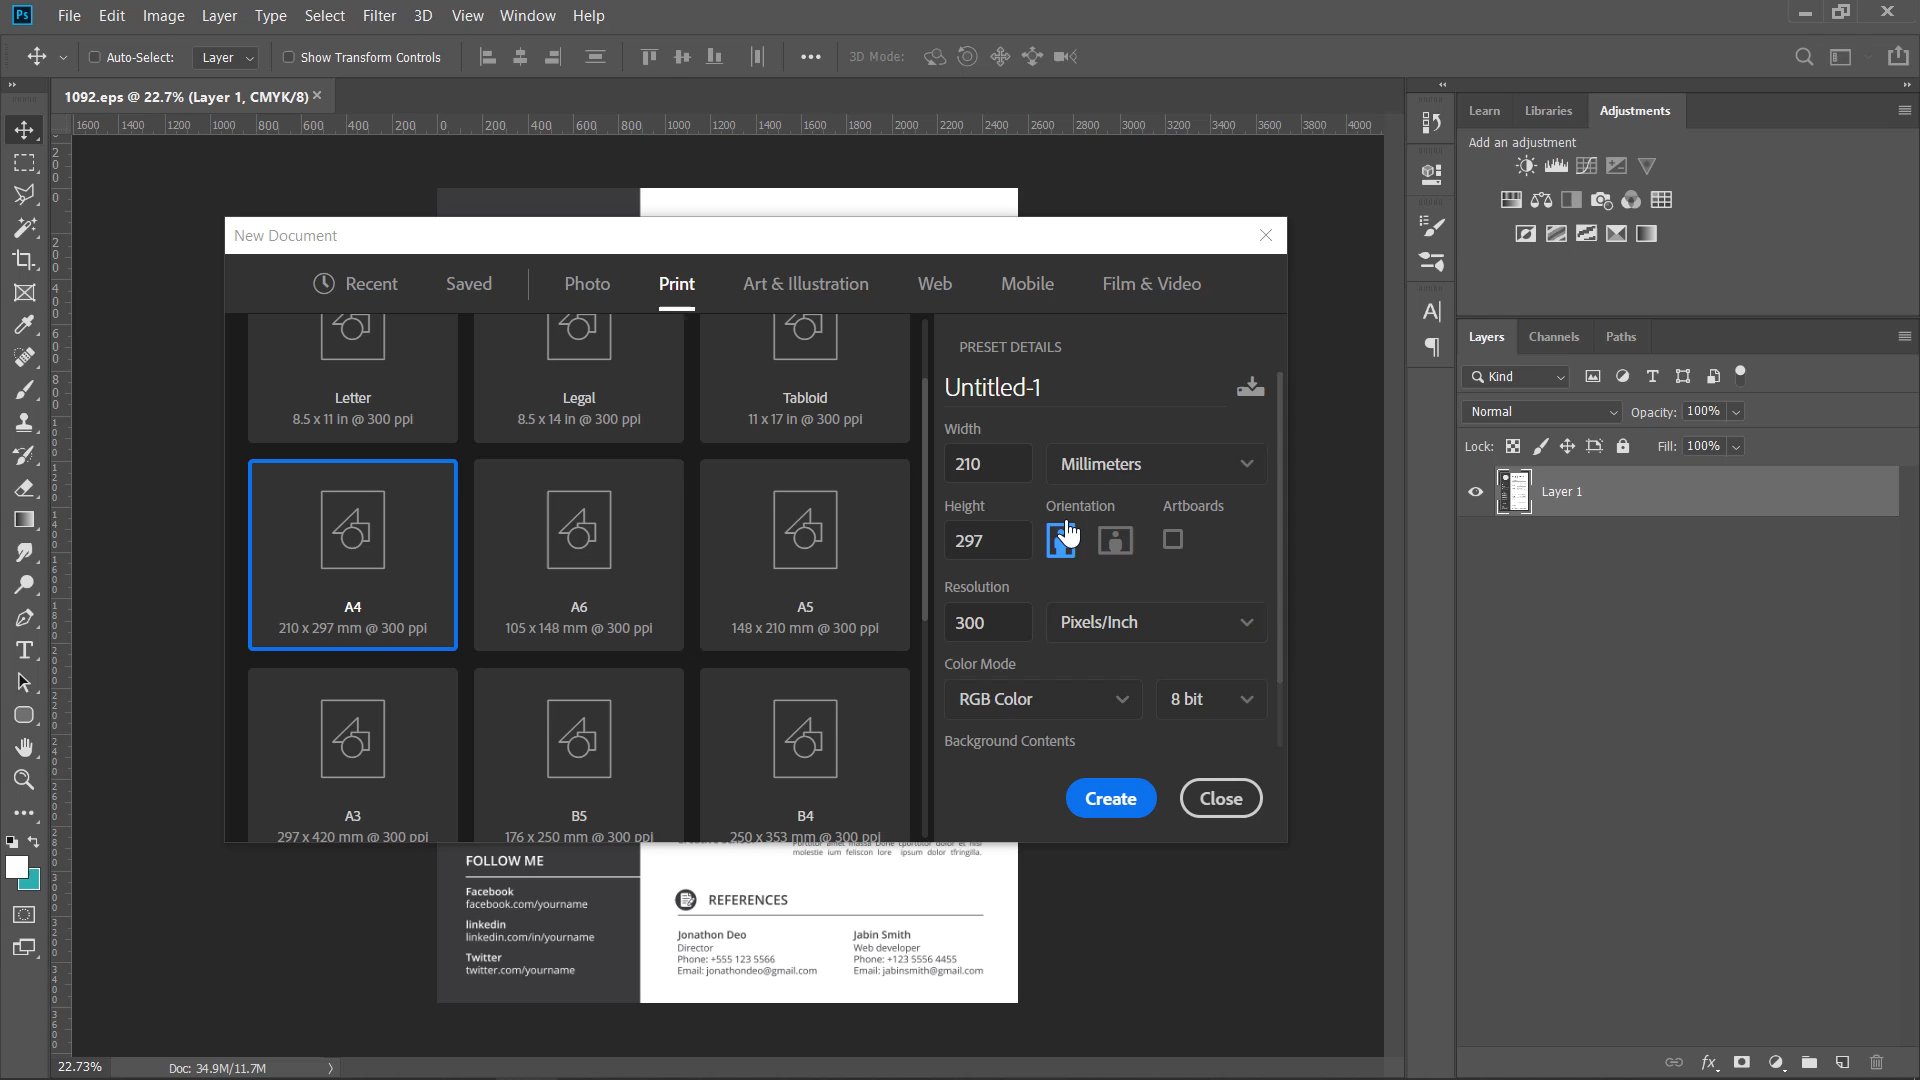 Ps File Edit Image Layer Type Select Filter 3D View Window Help
Auto-Select: Layer Show Transform Controls 3D Mode:
1092.eps @ 22.7% (Layer 1, CMYK/8)
1600 1400 1200 1000 800 600 400 200 0 200 400 600 800 1000 1200 1400 1600 1800 2000 2200 2400 2600 2800 3000 3200 3400 3600 3800 4000
New Document
Recent Saved Photo Print Art & Illustration Web Mobile Film & Video
Letter
8.5 x 11 in @ 300 ppi
Legal
8.5 x 14 in @ 300 ppi
Tabloid
11 x 17 in @ 300 ppi
A4
210 x 297 mm @ 300 ppi
A6
105 x 148 mm @ 300 ppi
A5
148 x 210 mm @ 300 ppi
A3
297 x 420 mm @ 300 ppi
B5
176 x 250 mm @ 300 ppi
B4
250 x 353 mm @ 300 ppi
PRESET DETAILS
Untitled-1
Width
210 Millimeters
Height Orientation Artboards
297
Resolution
300 Pixels/Inch
Color Mode
RGB Color 8 bit
Background Contents
Create Close
molestie ium feliscon lore ipsum dolor tfringilla.
FOLLOW ME
Facebook
facebook.com/yourname
linkedin
linkedin.com/in/yourname
Twitter
twitter.com/yourname
REFERENCES
Jonathon Deo
Director
Phone: +555 123 5566
Email: jonathondeo@gmail.com
Jabin Smith
Web developer
Phone: +123 5556 4455
Email: jabinsmith@gmail.com
Learn Libraries Adjustments
Add an adjustment
Layers Channels Paths
Kind
Normal Opacity: 100%
Lock: Fill: 100%
Layer 1
fx
22.73% Doc: 34.9M/11.7M